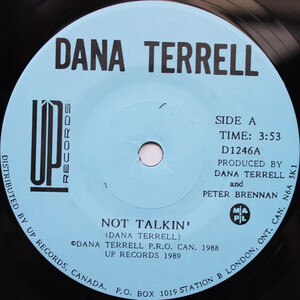 DANA TERRELL
UP
RECORDS
SIDE A
TIME: 3:53
D1246A
PRODUCED BY
DANA TERRELL
and
PETER BRENNAN
M A
P L
NOT TALKIN'
(DANA TERRELL)
©DANA TERRELL P.R.O. CAN. 1988
UP RECORDS 1989
DISTRIBUTED BY UP RECORDS, CANADA. P.O. BOX 1019 STATION B LONDON, ONT. CAN. N6A 5K1